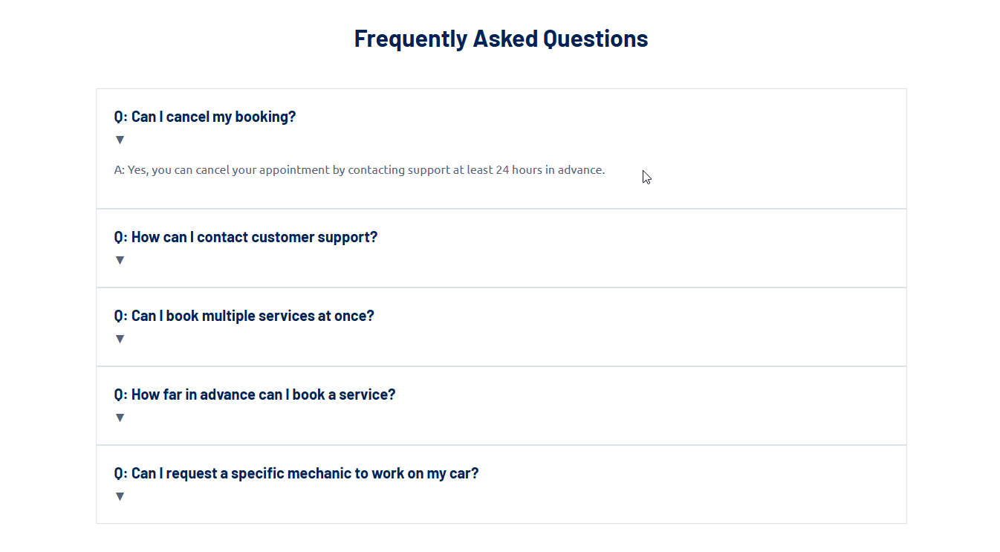 Frequently Asked Questions
Q: Can I cancel my booking?
▼
A: Yes, you can cancel your appointment by contacting support at least 24 hours in advance.
Q: How can I contact customer support?
▼
Q: Can I book multiple services at once?
▼
Q: How far in advance can I book a service?
▼
Q: Can I request a specific mechanic to work on my car?
▼